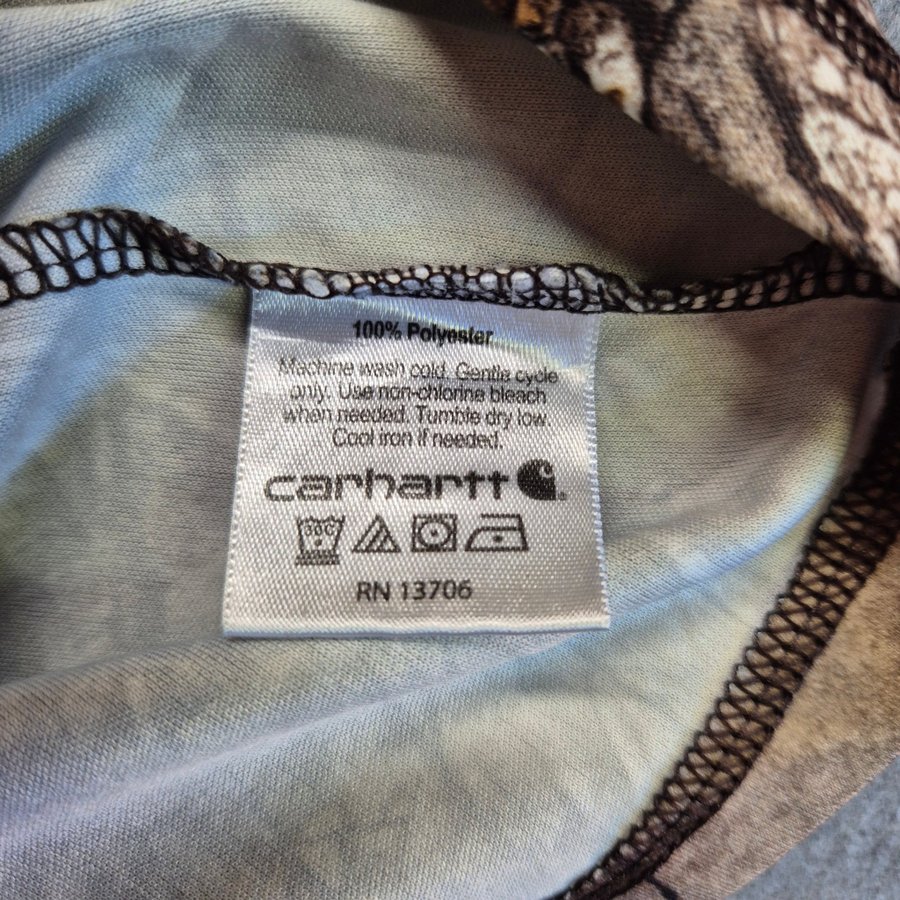 100% Polyester
Machine wash cold. Gentle cycle
only. Use non-chlorine bleach
when needed. Tumble dry low.
Cool iron if needed.
carhartt
30C
RN 13706